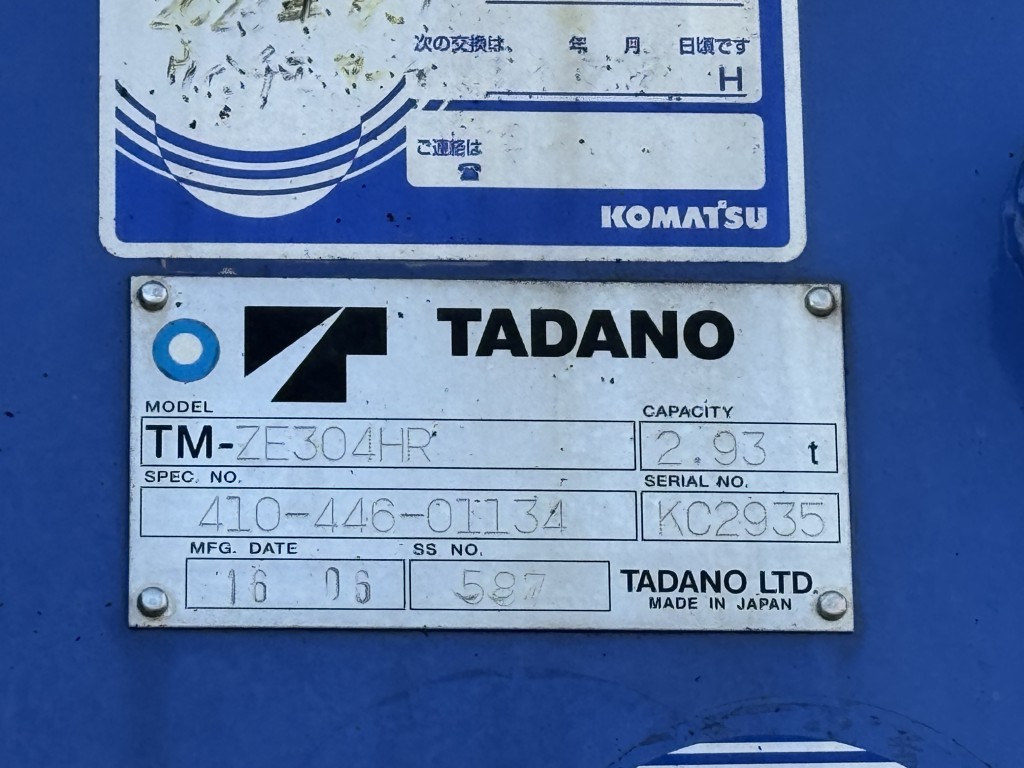 次の交換は、 年 月 日頃です
H
ご連絡は
☎
KOMATSU
TADANO
MODEL
TM-ZE304HR
CAPACITY
2.93 t
SPEC. NO.
410-446-01134
SERIAL NO.
KC2935
MFG. DATE
16 06
SS NO.
587
TADANO LTD.
MADE IN JAPAN